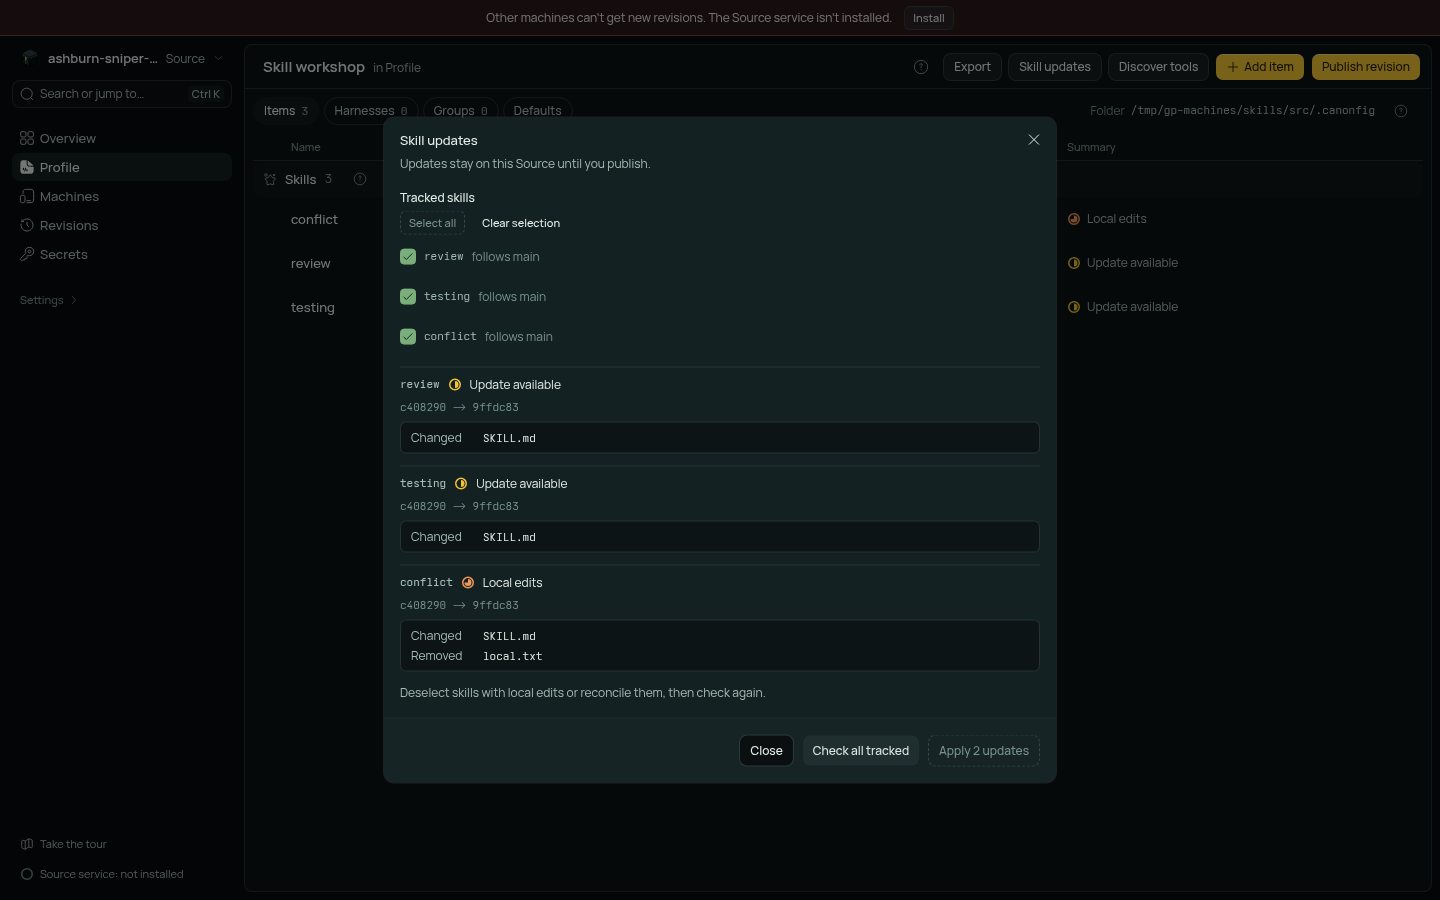 Other machines can't get new revisions. The Source service isn't installed. Install
ashburn-sniper-... Source
Search or jump to... Ctrl K
Overview
Profile
Machines
Revisions
Secrets
Settings
Take the tour
Source service: not installed
Skill workshop in Profile
Export Skill updates Discover tools Add item Publish revision
Items 3 Harnesses 0 Groups 0 Defaults
Folder /tmp/gp-machines/skills/src/.canonfig
Name Summary
Skills 3
conflict Local edits
review Update available
testing Update available
Skill updates
Updates stay on this Source until you publish.
Tracked skills
Select all Clear selection
review follows main
testing follows main
conflict follows main
review Update available
c408290 → 9ffdc83
Changed SKILL.md
testing Update available
c408290 → 9ffdc83
Changed SKILL.md
conflict Local edits
c408290 → 9ffdc83
Changed SKILL.md
Removed local.txt
Deselect skills with local edits or reconcile them, then check again.
Close Check all tracked Apply 2 updates